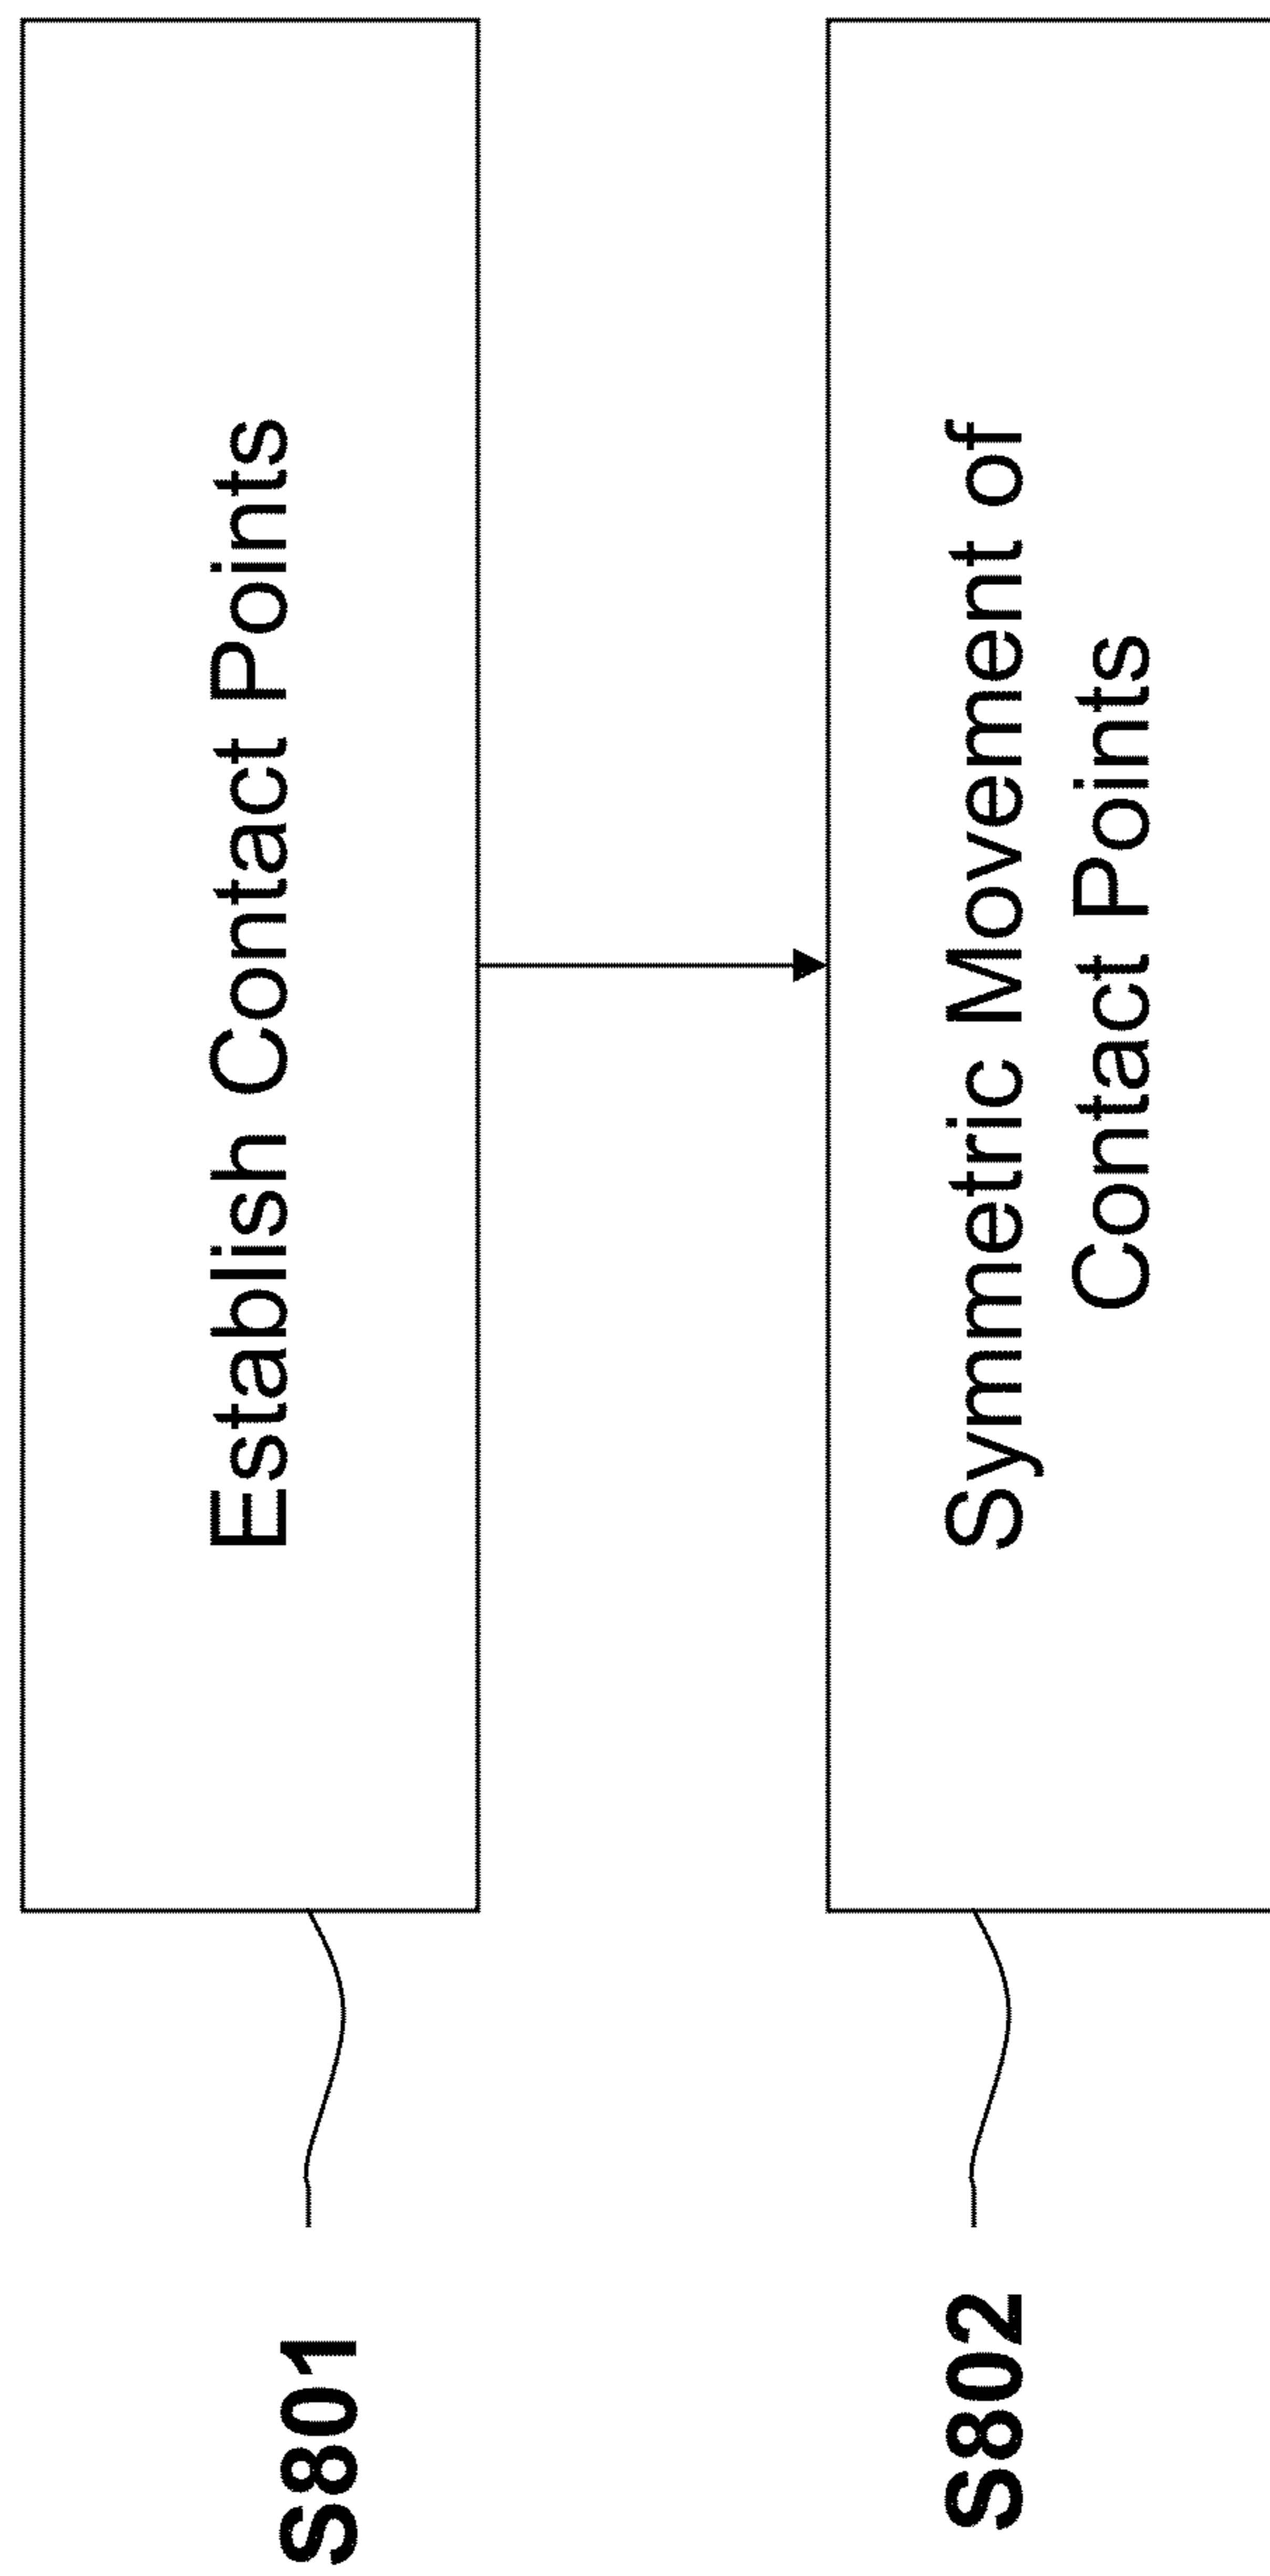 S801
Establish Contact Points
S802
Symmetric Movement of
Contact Points